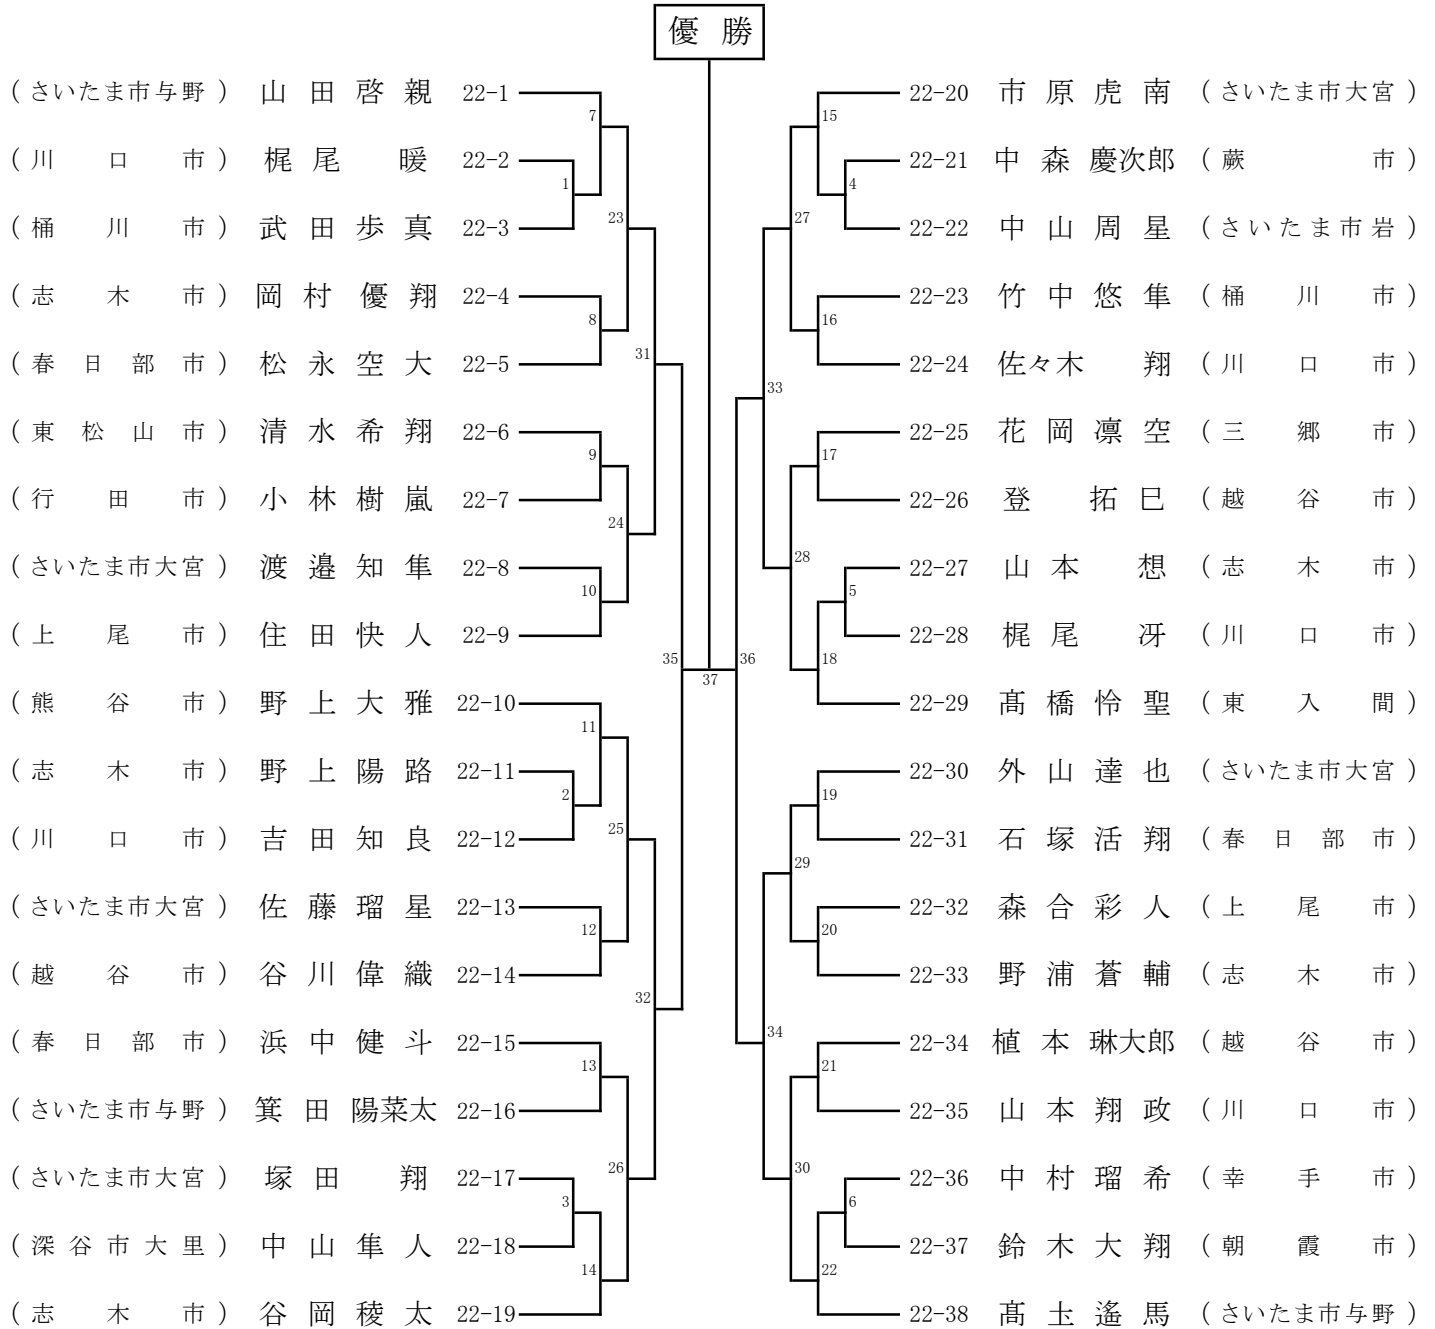 優 勝
(さいたま市与野) 山田啓親 22-1
(川口市) 梶尾 暖 22-2
(桶川市) 武田歩真 22-3
(志木市) 岡村優翔 22-4
(春日部市) 松永空大 22-5
(東松山市) 清水希翔 22-6
(行田市) 小林樹嵐 22-7
(さいたま市大宮) 渡邉知隼 22-8
(上尾市) 住田快人 22-9
(熊谷市) 野上大雅 22-10
(志木市) 野上陽路 22-11
(川口市) 吉田知良 22-12
(さいたま市大宮) 佐藤瑠星 22-13
(越谷市) 谷川偉織 22-14
(春日部市) 浜中健斗 22-15
(さいたま市与野) 箕田陽菜太 22-16
(さいたま市大宮) 塚田 翔 22-17
(深谷市大里) 中山隼人 22-18
(志木市) 谷岡稜太 22-19
7
1
23
8
31
9
24
10
35
11
2
25
12
32
13
26
3
14
37
15
4
27
16
33
17
28
5
18
36
19
29
20
34
21
30
6
22
22-20 市原虎南 (さいたま市大宮)
22-21 中森慶次郎 (蕨市)
22-22 中山周星 (さいたま市岩)
22-23 竹中悠隼 (桶川市)
22-24 佐々木 翔 (川口市)
22-25 花岡凛空 (三郷市)
22-26 登 拓巳 (越谷市)
22-27 山本 想 (志木市)
22-28 梶尾 冴 (川口市)
22-29 髙橋怜聖 (東入間)
22-30 外山達也 (さいたま市大宮)
22-31 石塚活翔 (春日部市)
22-32 森合彩人 (上尾市)
22-33 野浦蒼輔 (志木市)
22-34 植本琳大郎 (越谷市)
22-35 山本翔政 (川口市)
22-36 中村瑠希 (幸手市)
22-37 鈴木大翔 (朝霞市)
22-38 髙圡遙馬 (さいたま市与野)